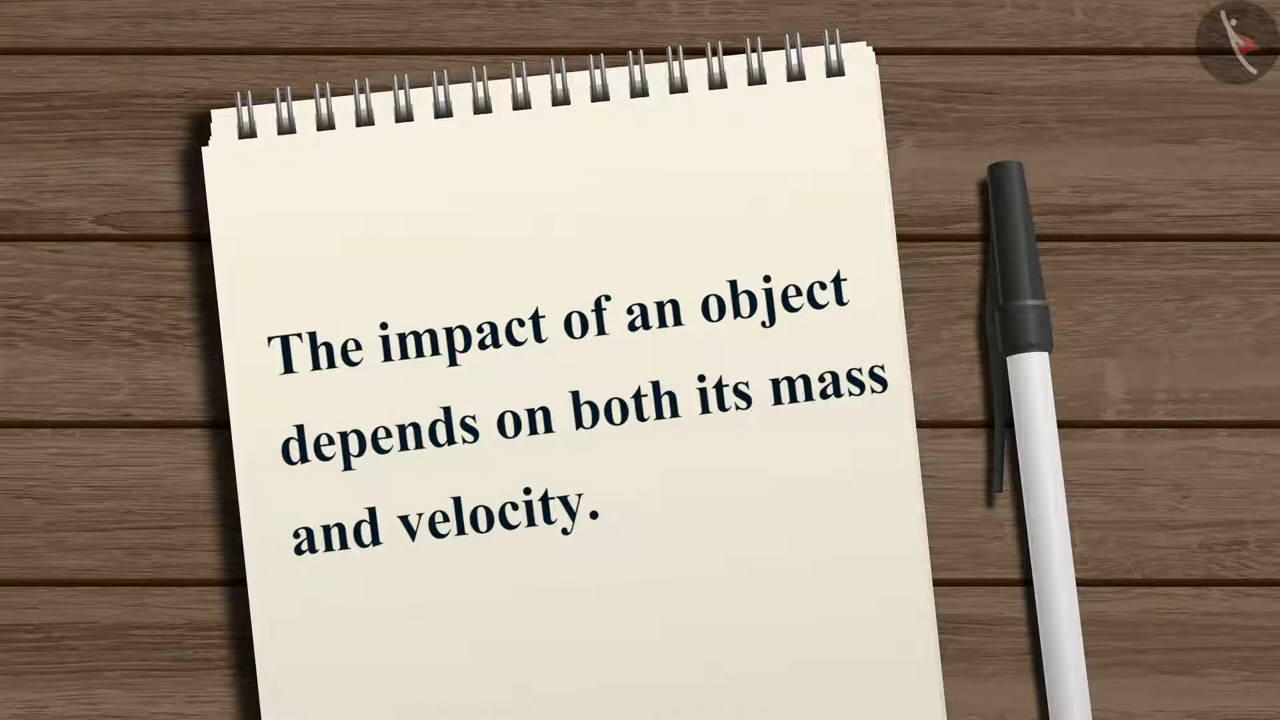 The impact of an object
depends on both its mass
and velocity.